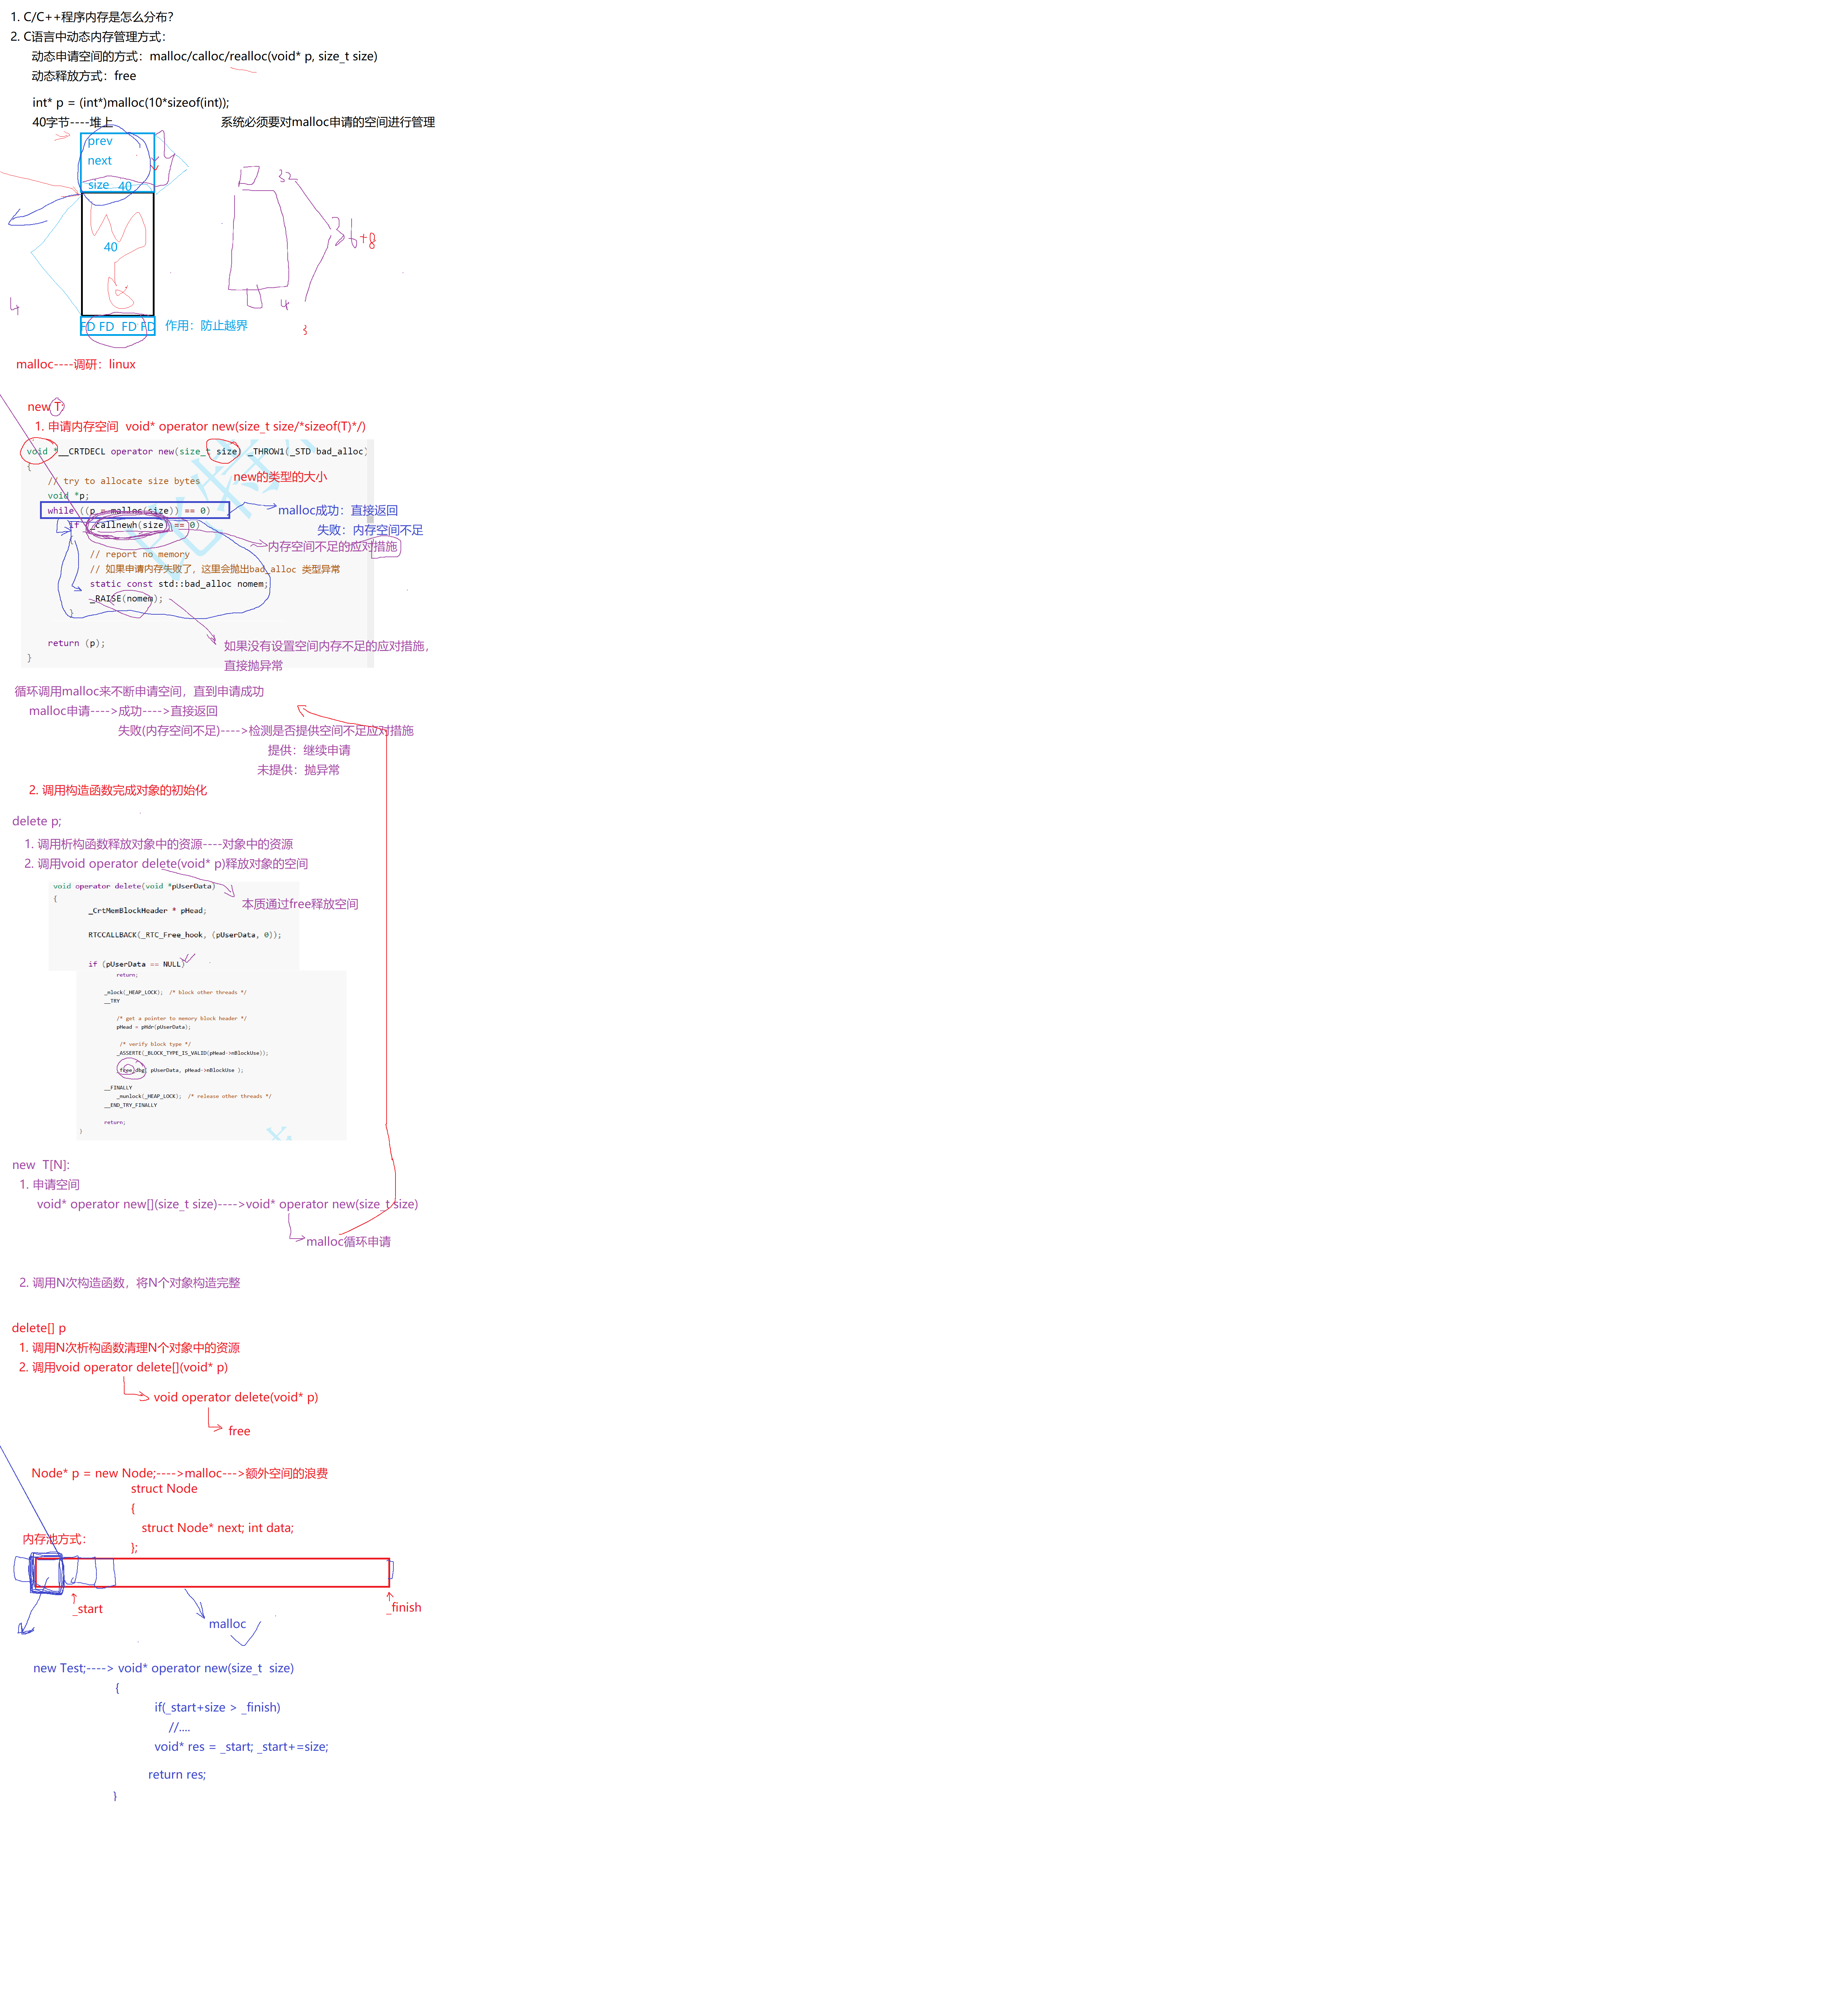 1. C/C++程序内存是怎么分布？
2. C语言中动态内存管理方式：
动态申请空间的方式：malloc/calloc/realloc(void* p, size_t size)
动态释放方式：free
int* p = (int*)malloc(10*sizeof(int));
40字节----堆上
系统必须要对malloc申请的空间进行管理
prev
next
size 40
32
40
36+8
4
4
FD FD FD FD
作用：防止越界
malloc----调研：linux
new T;
1. 申请内存空间 void* operator new(size_t size/*sizeof(T)*/)
void *__CRTDECL operator new(size_t size) _THROW1(_STD bad_alloc)
{
new的类型的大小
// try to allocate size bytes
void *p;
while ((p = malloc(size)) == 0)
malloc成功：直接返回
if (_callnewh(size) == 0)
失败：内存空间不足
{
内存空间不足的应对措施
// report no memory
// 如果申请内存失败了，这里会抛出bad_alloc 类型异常
static const std::bad_alloc nomem;
_RAISE(nomem);
}
return (p);
如果没有设置空间内存不足的应对措施，
}
直接抛异常
循环调用malloc来不断申请空间，直到申请成功
malloc申请---->成功---->直接返回
失败(内存空间不足)---->检测是否提供空间不足应对措施
提供：继续申请
未提供：抛异常
2. 调用构造函数完成对象的初始化
delete p;
1. 调用析构函数释放对象中的资源----对象中的资源
2. 调用void operator delete(void* p)释放对象的空间
void operator delete(void *pUserData)
{
本质通过free释放空间
_CrtMemBlockHeader * pHead;
RTCCALLBACK(_RTC_Free_hook, (pUserData, 0));
if (pUserData == NULL)
return;
_mlock(_HEAP_LOCK);  /* block other threads */
__TRY
/* get a pointer to memory block header */
pHead = pHdr(pUserData);
/* verify block type */
_ASSERTE(_BLOCK_TYPE_IS_VALID(pHead->nBlockUse));
_free_dbg( pUserData, pHead->nBlockUse );
__FINALLY
_munlock(_HEAP_LOCK);  /* release other threads */
__END_TRY_FINALLY
return;
}
new  T[N]:
1. 申请空间
void* operator new[](size_t size)---->void* operator new(size_t size)
malloc循环申请
2. 调用N次构造函数，将N个对象构造完整
delete[] p
1. 调用N次析构函数清理N个对象中的资源
2. 调用void operator delete[](void* p)
void operator delete(void* p)
free
Node* p = new Node;---->malloc--->额外空间的浪费
struct Node
{
struct Node* next; int data;
内存池方式：
};
_start
_finish
malloc
new Test;----> void* operator new(size_t  size)
{
if(_start+size > _finish)
//....
void* res = _start; _start+=size;
return res;
}